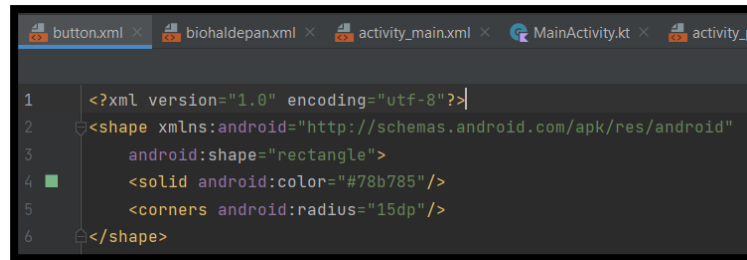 button.xml biohaldepan.xml activity_main.xml MainActivity.kt
1 <?xml version="1.0" encoding="utf-8"?>
2 <shape xmlns:android="http://schemas.android.com/apk/res/android"
3 android:shape="rectangle">
4 <solid android:color="#78b785"/>
5 <corners android:radius="15dp"/>
6 </shape>